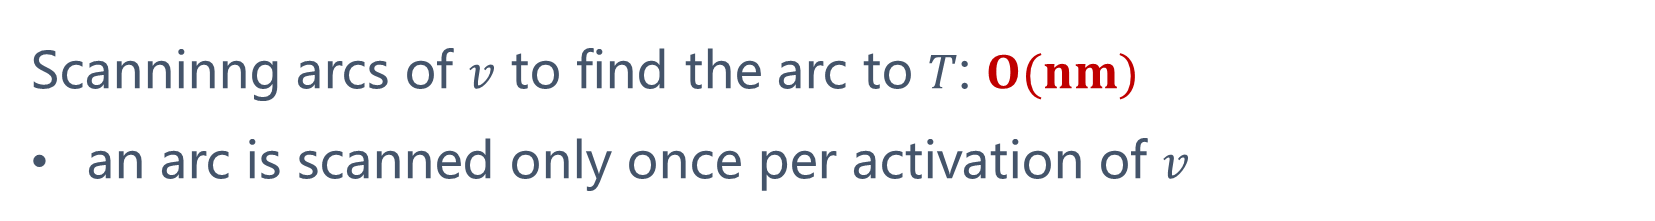 Scanninng arcs of 𝑣 to find the arc to 𝑇: 𝐎(𝐧𝐦)
• an arc is scanned only once per activation of 𝑣